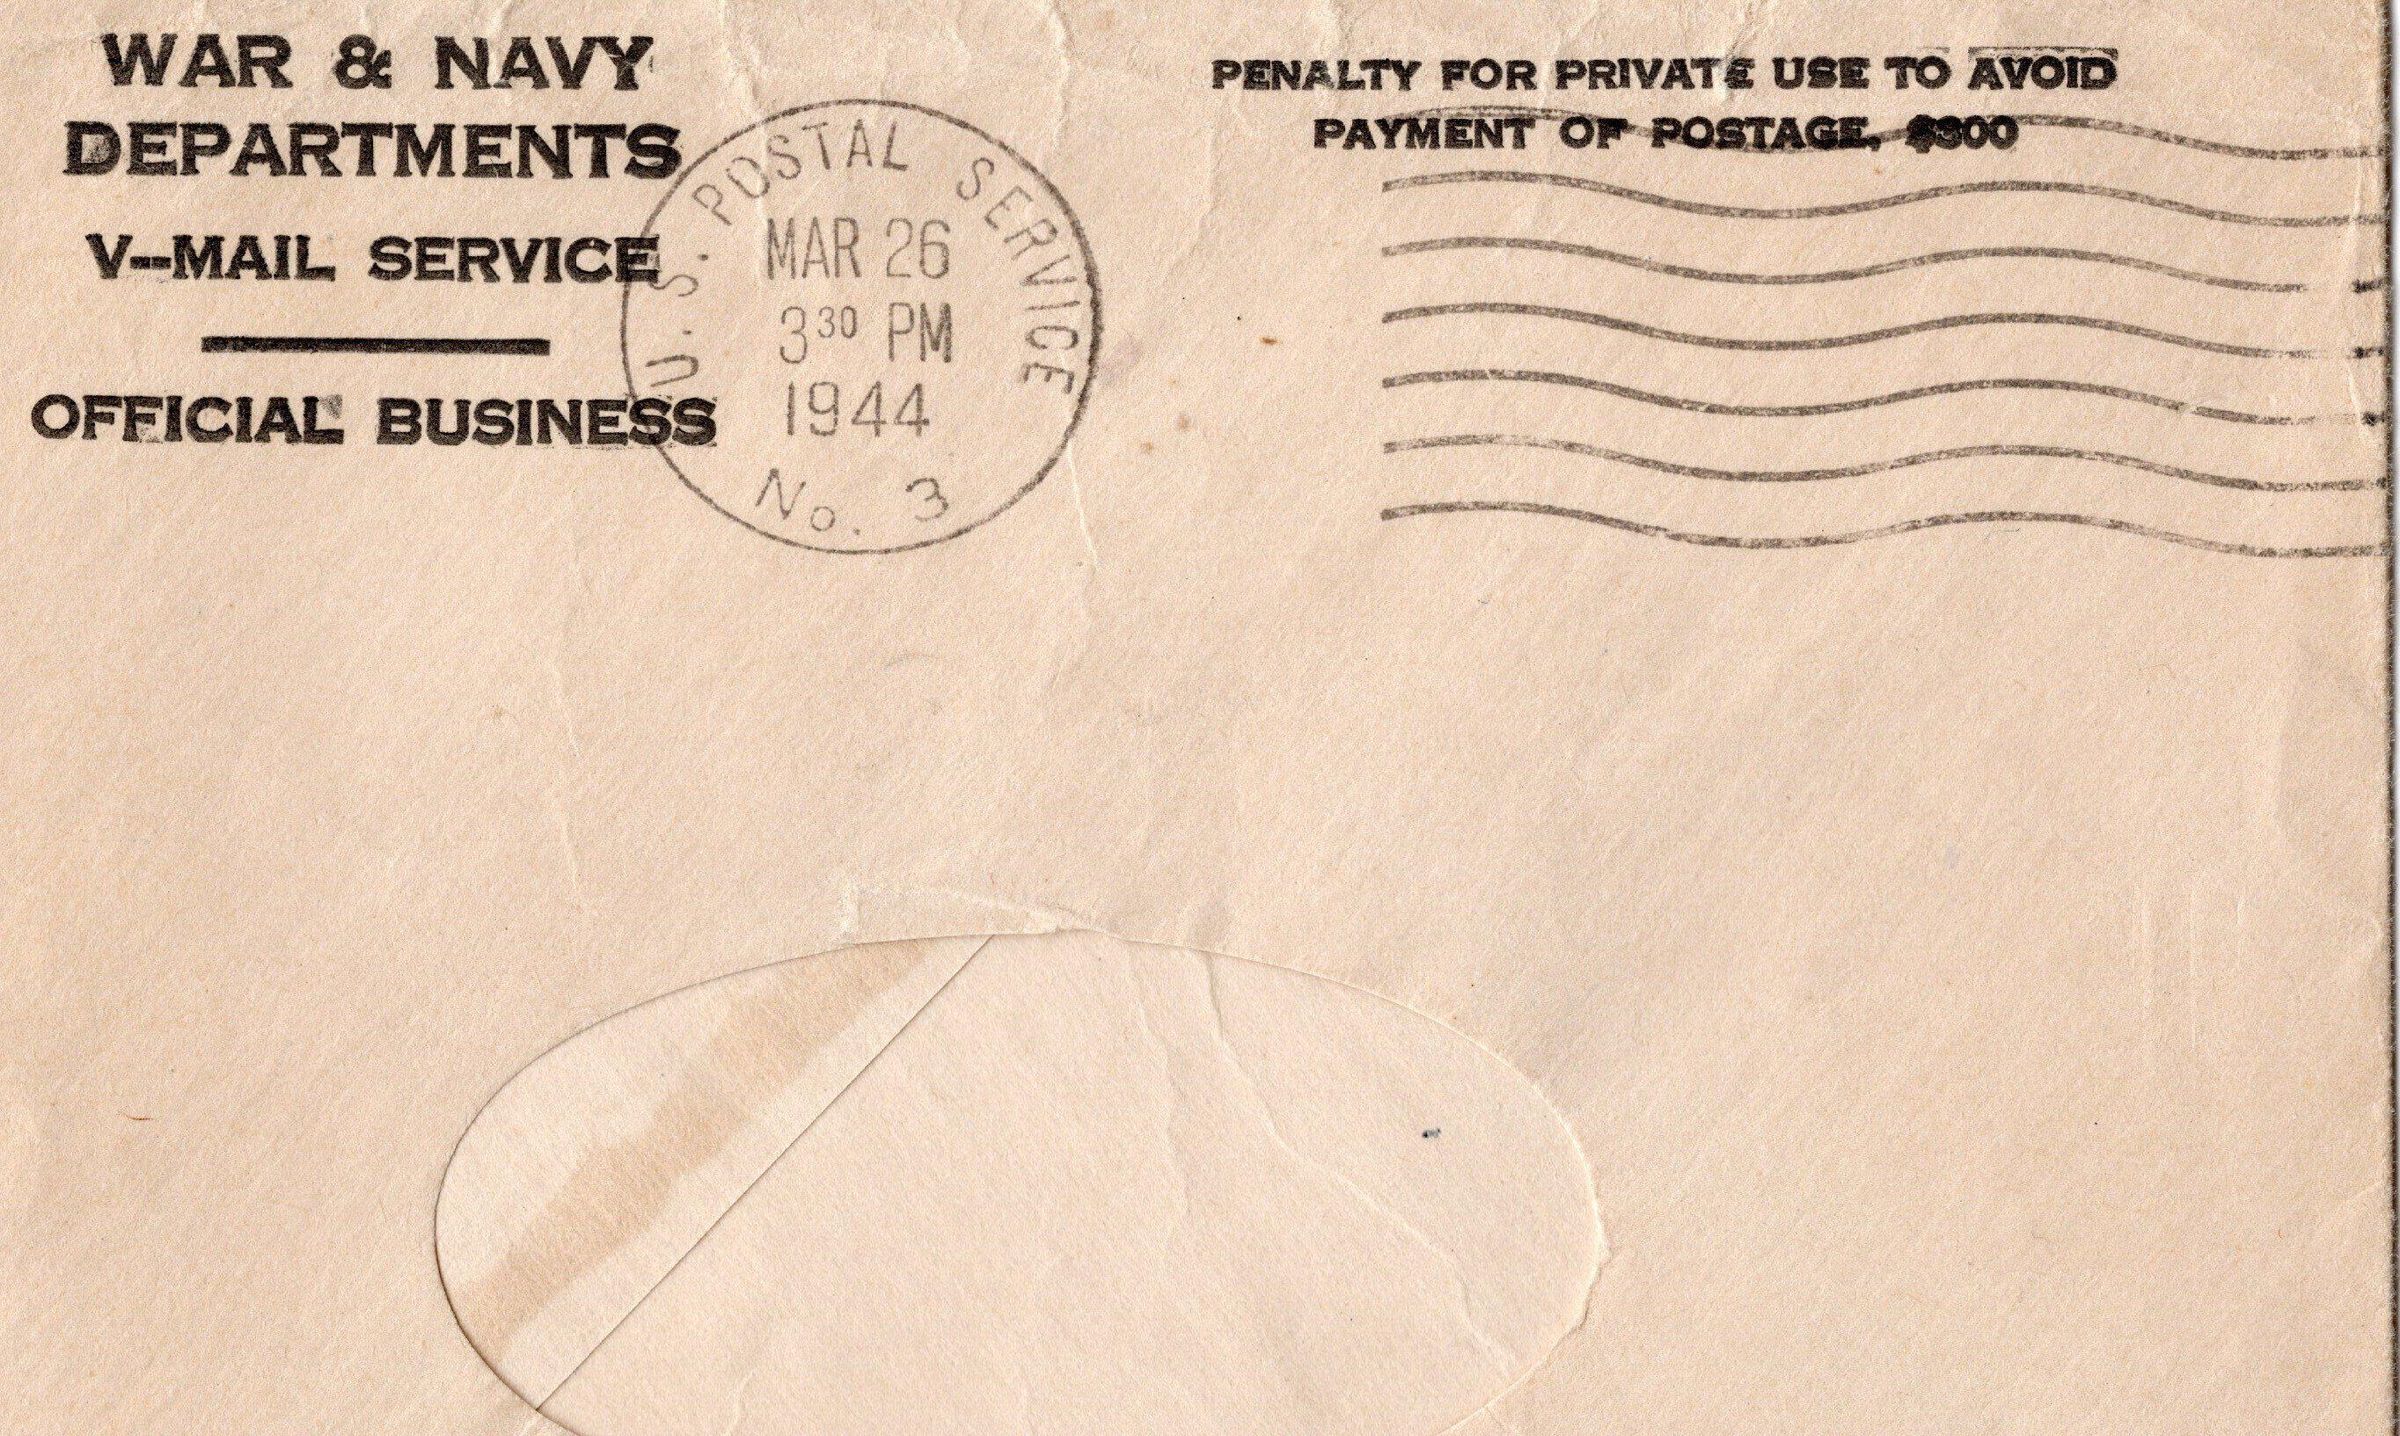 WAR & NAVY
DEPARTMENTS
V--MAIL SERVICE
OFFICIAL BUSINESS
U.S. POSTAL SERVICE
MAR 26
3 30 PM
1944
No. 3
PENALTY FOR PRIVATE USE TO AVOID
PAYMENT OF POSTAGE, $300